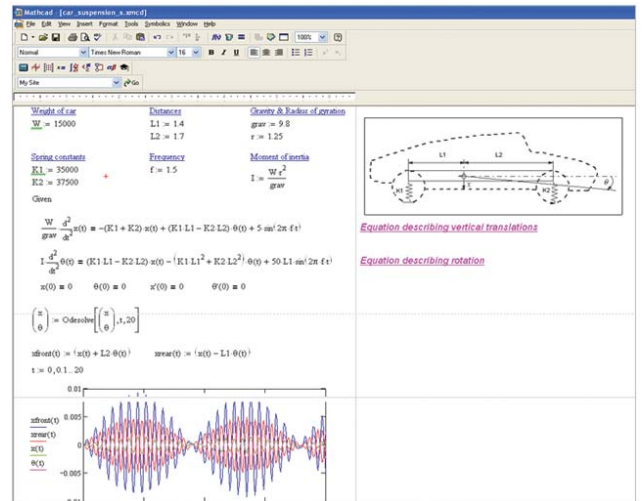 Mathcad - [car_suspension_s.xmcd]
File Edit View Insert Format Tools Symbolics Window Help
100%
Normal Times New Roman 16 B I U
My Site Go
Weight of car Distances Gravity & Radius of gyration
W := 15000 L1 := 1.4 grav := 9.8
L2 := 1.7 r := 1.25
Spring constants Frequency Moment of inertia
K1 := 35000 f := 1.5 I := W·r²/grav
K2 := 37500
L1 L2
K1 K2 θ
Given
W/grav · d²/dt² x(t) = -(K1 + K2)·x(t) + (K1·L1 - K2·L2)·θ(t) + 5·sin(2π·f·t) Equation describing vertical translations
I · d²/dt² θ(t) = (K1·L1 - K2·L2)·x(t) - (K1·L1² + K2·L2²)·θ(t) + 50·L1·sin(2π·f·t) Equation describing rotation
x(0) = 0 θ(0) = 0 x'(0) = 0 θ'(0) = 0
(x θ) := Odesolve[(x θ), t, 20]
xfront(t) := (x(t) + L2·θ(t)) xrear(t) := (x(t) - L1·θ(t))
t := 0, 0.1.. 20
0.01
xfront(t) 0.005
xrear(t)
x(t) 0
θ(t)
-0.005
-0.01